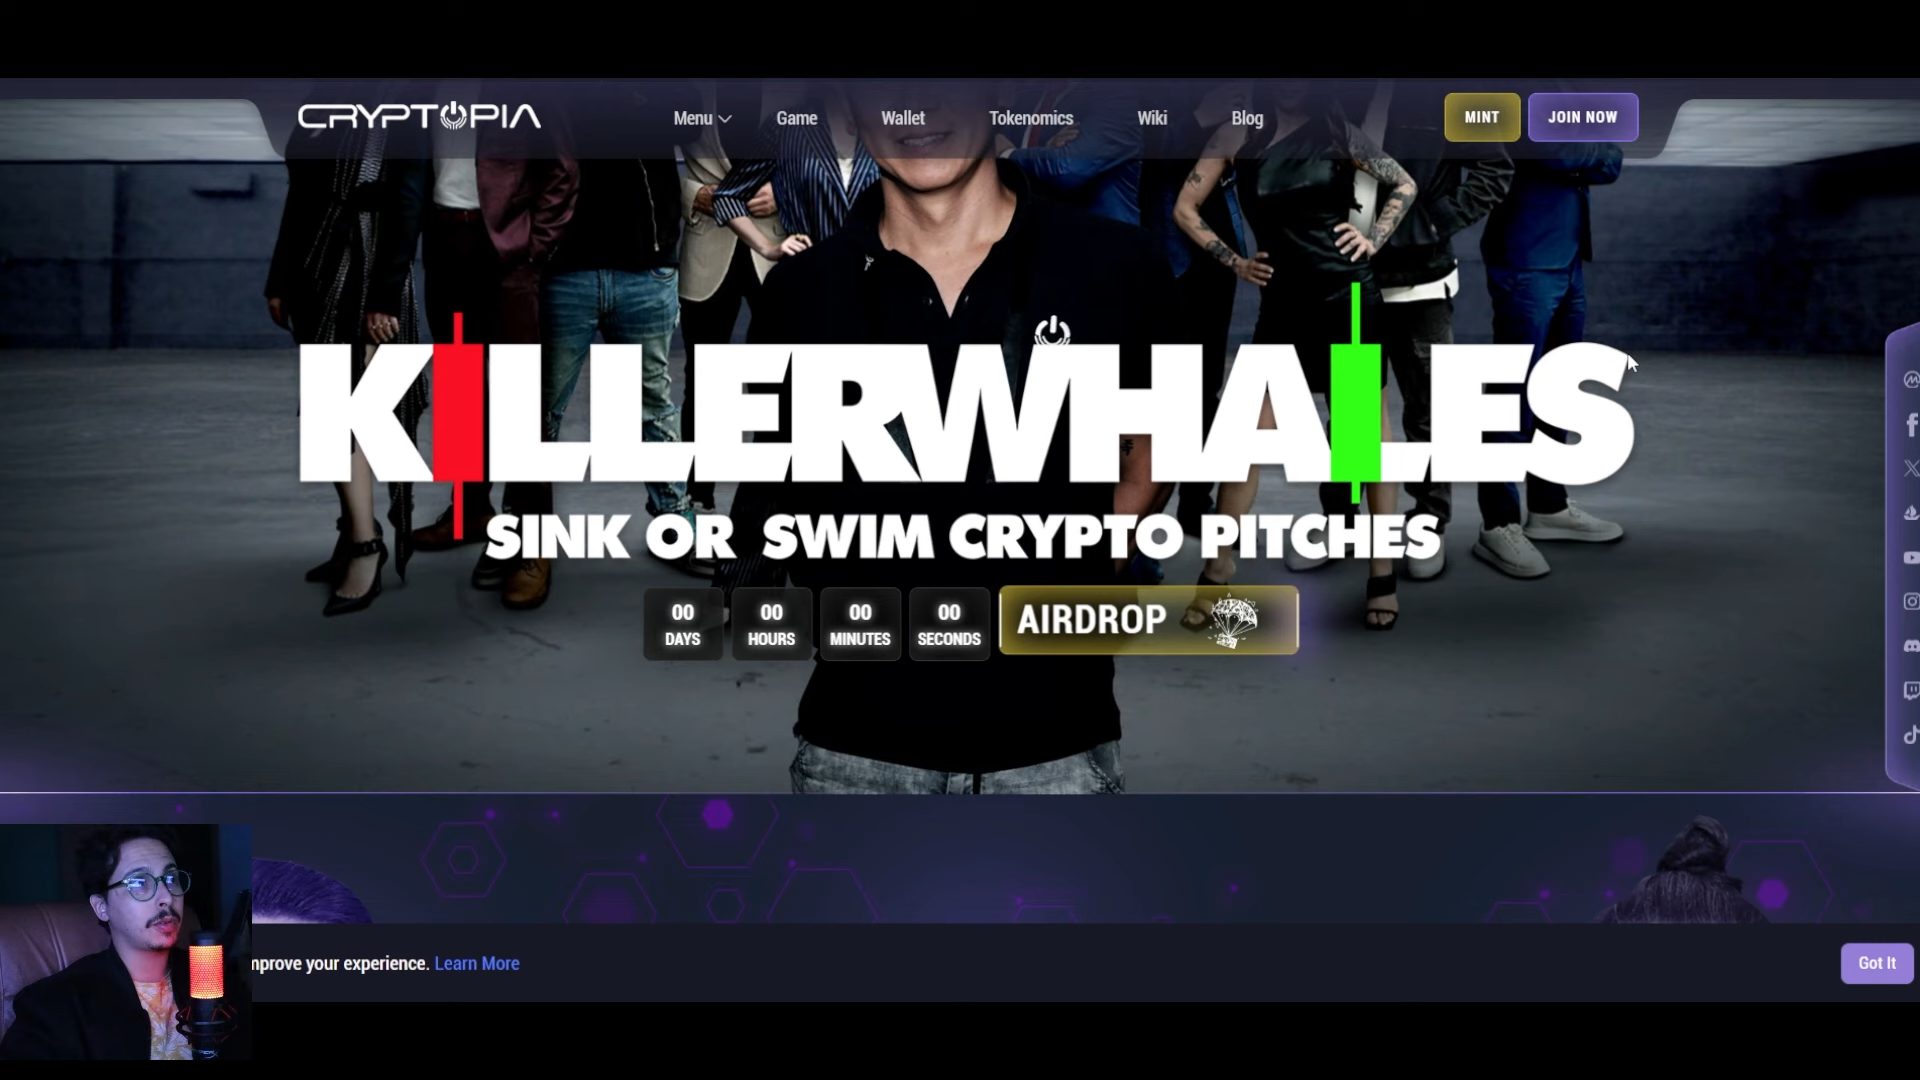 CRYPTOPIA
Menu
Game
Wallet
Tokenomics
Wiki
Blog
MINT
JOIN NOW
KILLERWHALES
SINK OR SWIM CRYPTO PITCHES
00
DAYS
00
HOURS
00
MINUTES
00
SECONDS
AIRDROP
improve your experience. Learn More
Got It